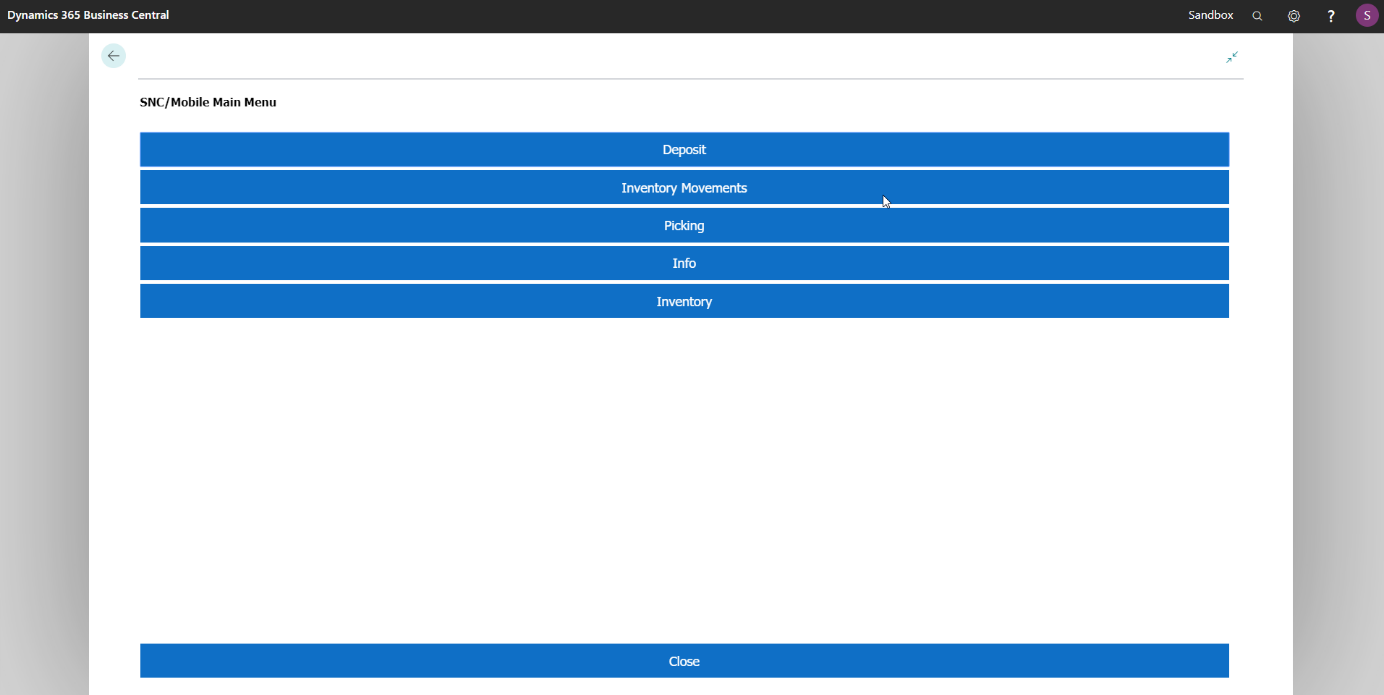 Dynamics 365 Business Central
Sandbox
?
S
SNC/Mobile Main Menu
Deposit
Inventory Movements
Picking
Info
Inventory
Close